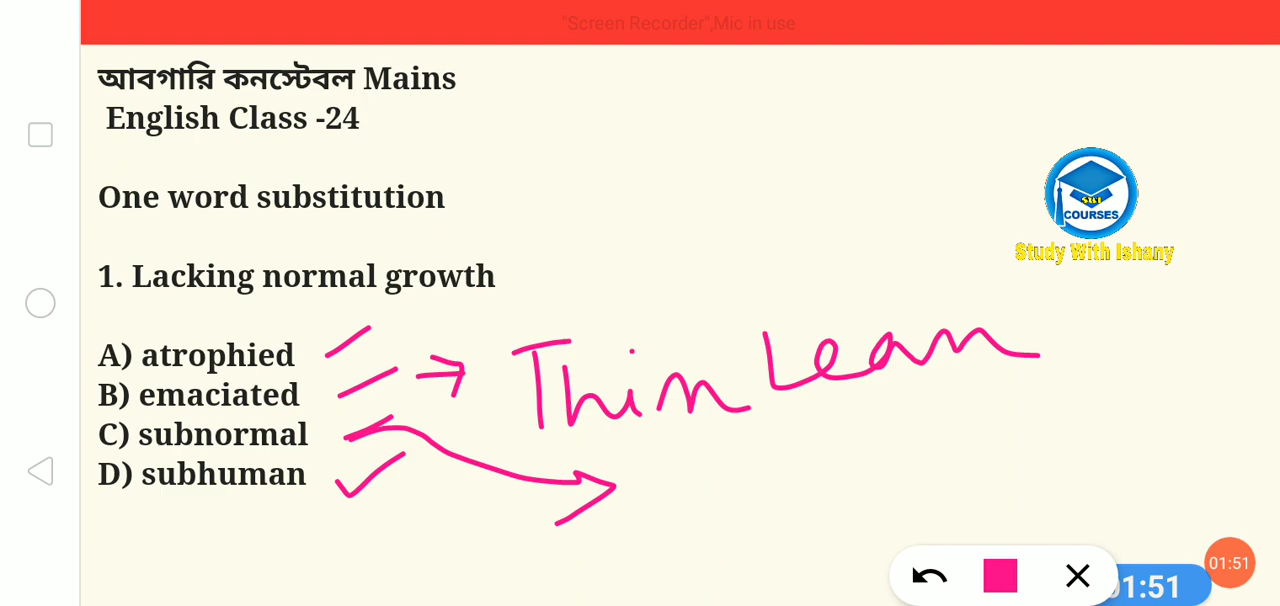 "Screen Recorder",Mic in use
আবগারি কনস্টেবল Mains
English Class -24
One word substitution
SWI
COURSES
Study With Ishany
1. Lacking normal growth
A) atrophied
B) emaciated
C) subnormal
D) subhuman
Thin Lean
01:51
01:51